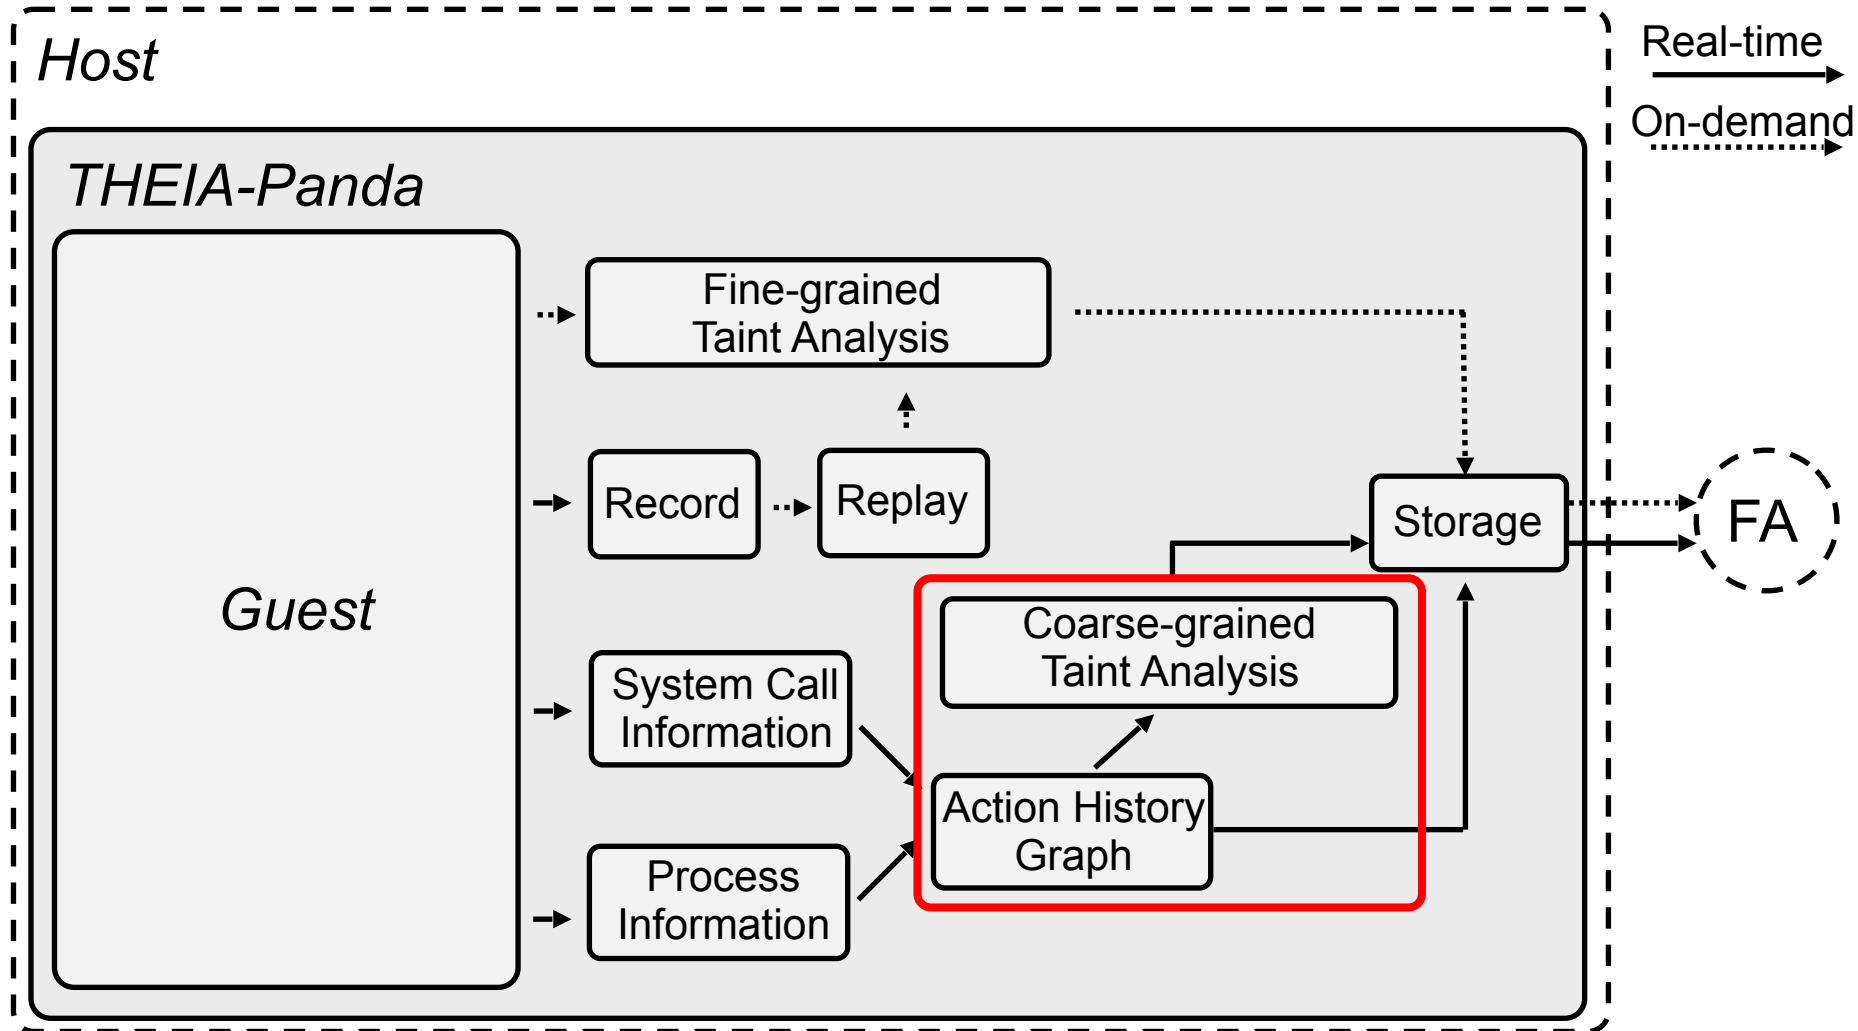 Host
Real-time
On-demand
THEIA-Panda
Fine-grained
Taint Analysis
Record
Replay
Storage
FA
Guest
Coarse-grained
Taint Analysis
System Call
Information
Action History
Graph
Process
Information